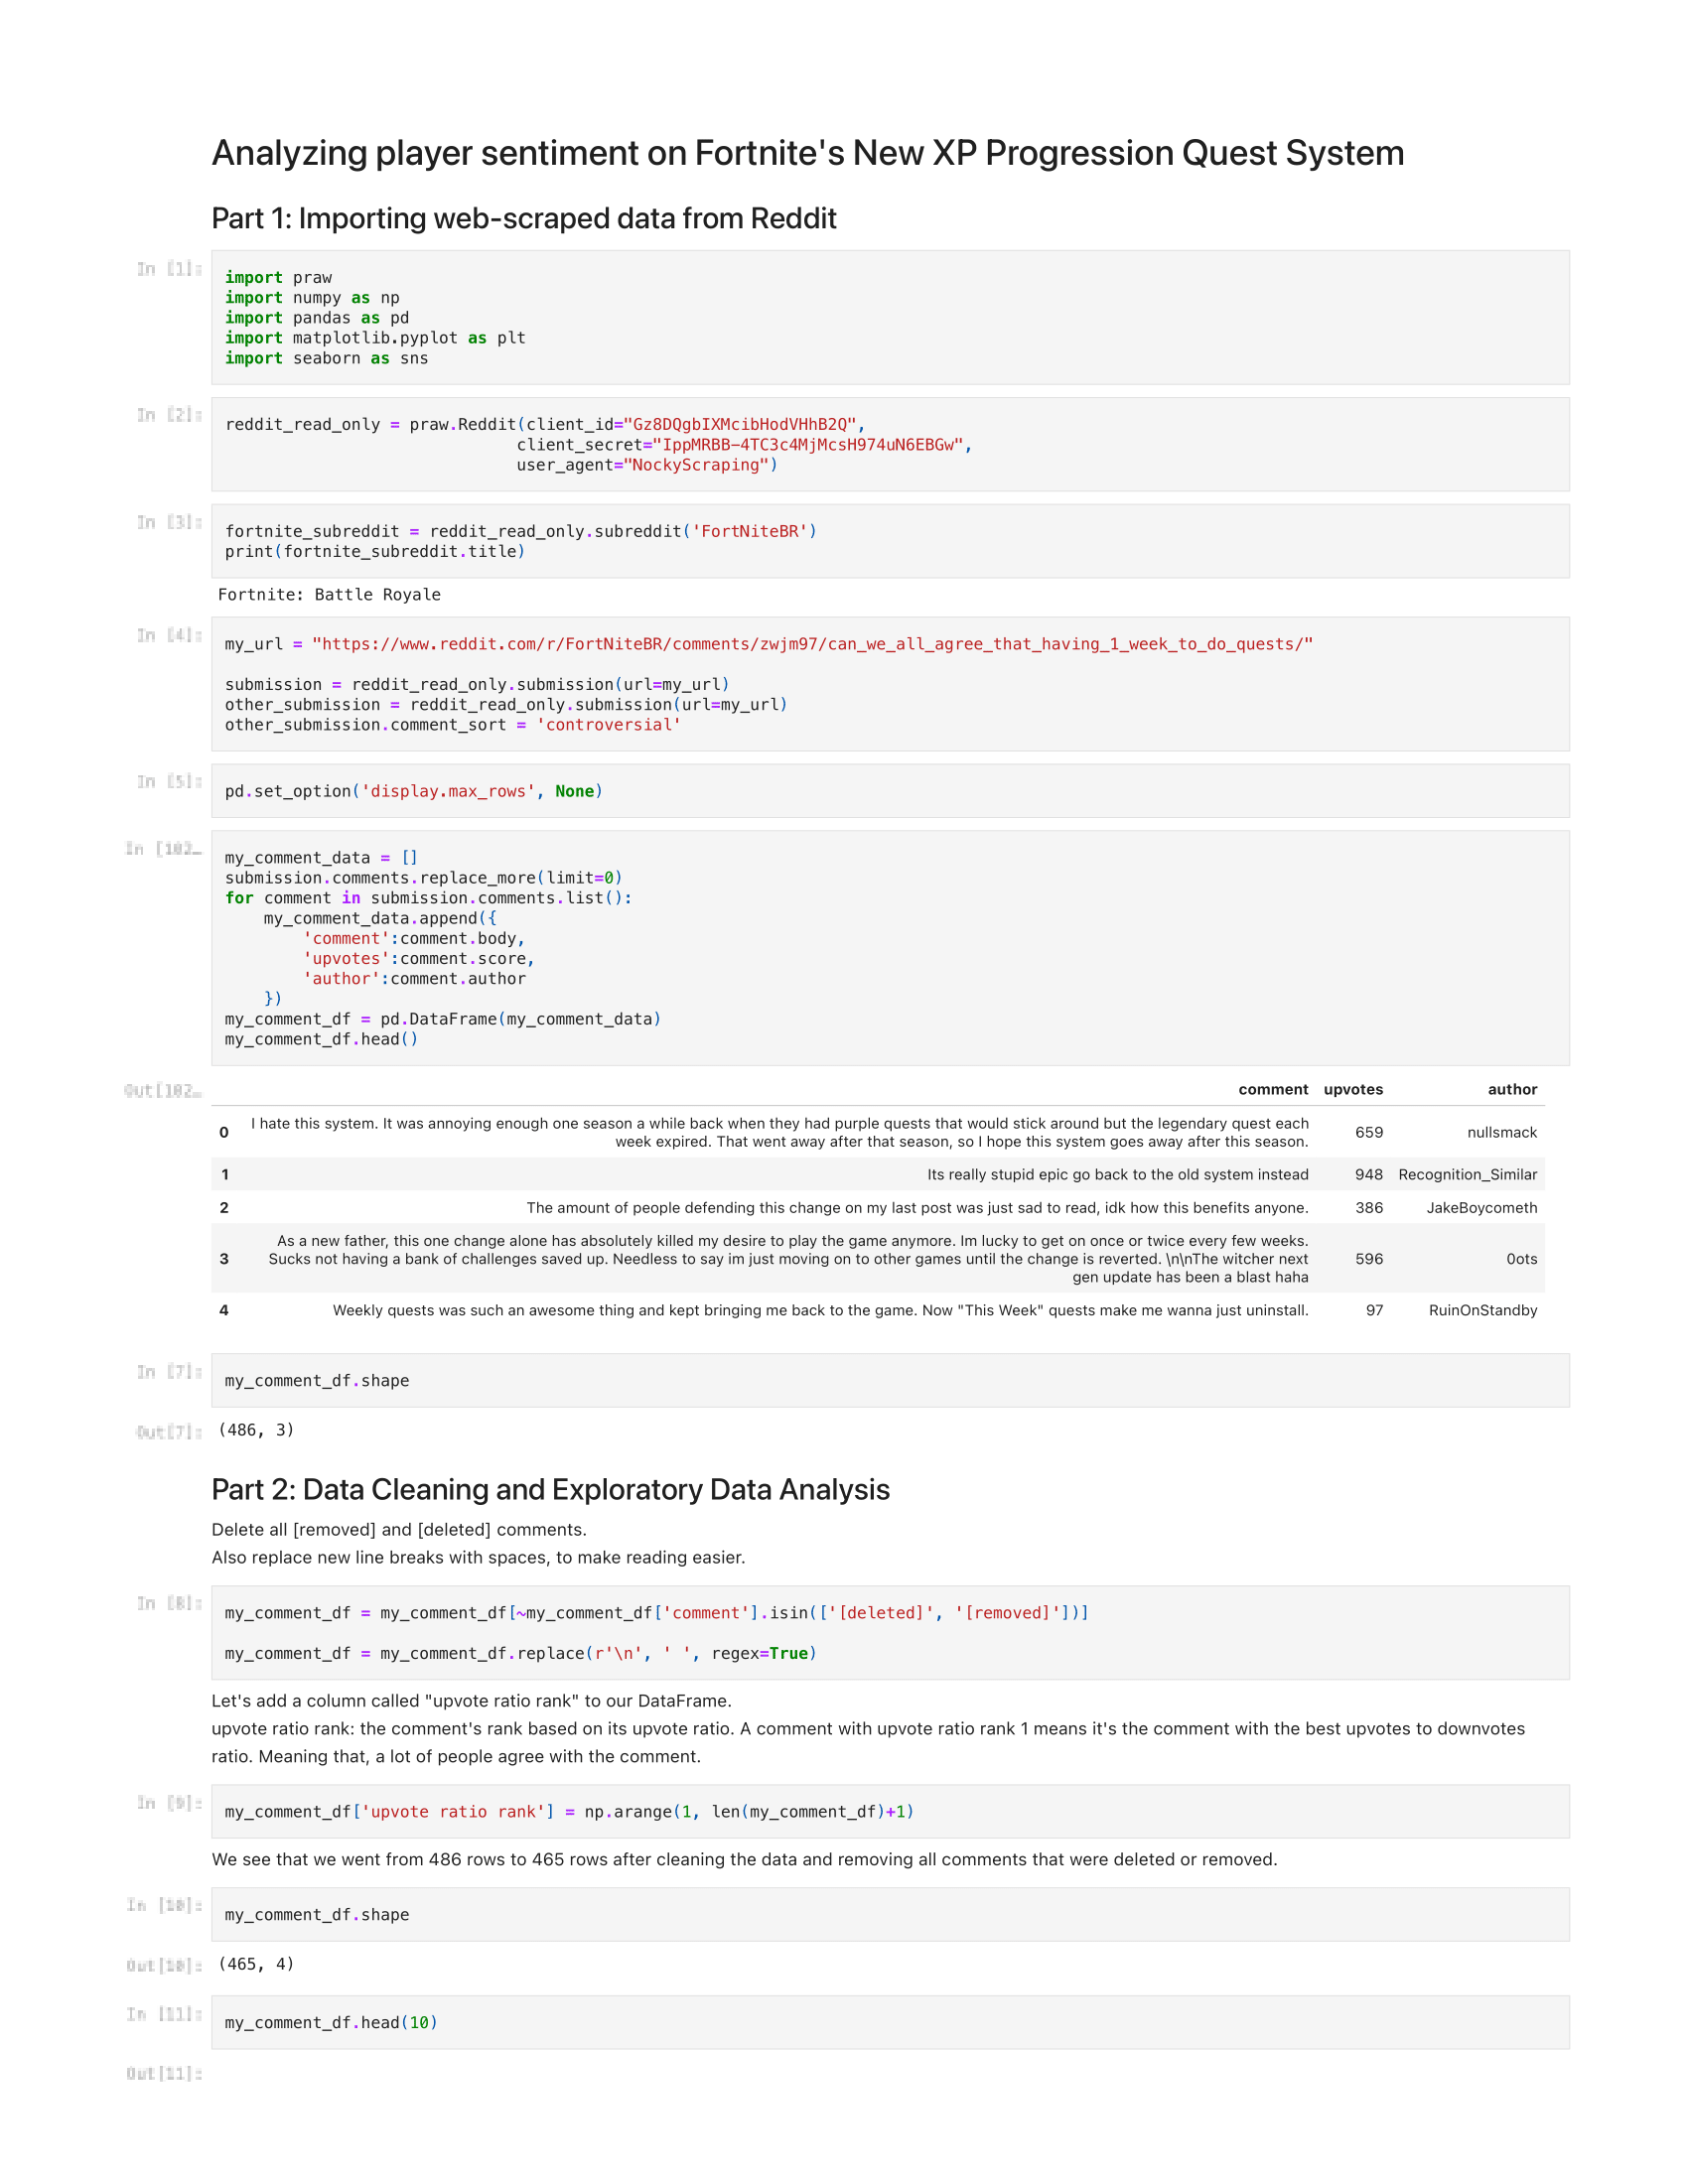 Analyzing player sentiment on Fortnite's New XP Progression Quest System
Part 1: Importing web-scraped data from Reddit
In [1]:
import praw
import numpy as np
import pandas as pd
import matplotlib.pyplot as plt
import seaborn as sns
In [2]:
reddit_read_only = praw.Reddit(client_id="Gz8DQgbIXMcibHodVHhB2Q",
client_secret="IppMRBB-4TC3c4MjMcsH974uN6EBGw",
user_agent="NockyScraping")
In [3]:
fortnite_subreddit = reddit_read_only.subreddit('FortNiteBR')
print(fortnite_subreddit.title)
Fortnite: Battle Royale
In [4]:
my_url = "https://www.reddit.com/r/FortNiteBR/comments/zwjm97/can_we_all_agree_that_having_1_week_to_do_quests/"
submission = reddit_read_only.submission(url=my_url)
other_submission = reddit_read_only.submission(url=my_url)
other_submission.comment_sort = 'controversial'
In [5]:
pd.set_option('display.max_rows', None)
In [102…
my_comment_data = []
submission.comments.replace_more(limit=0)
for comment in submission.comments.list():
my_comment_data.append({
'comment':comment.body,
'upvotes':comment.score,
'author':comment.author
})
my_comment_df = pd.DataFrame(my_comment_data)
my_comment_df.head()
Out[102…
comment upvotes author
0 I hate this system. It was annoying enough one season a while back when they had purple quests that would stick around but the legendary quest each
week expired. That went away after that season, so I hope this system goes away after this season. 659 nullsmack
1 Its really stupid epic go back to the old system instead 948 Recognition_Similar
2 The amount of people defending this change on my last post was just sad to read, idk how this benefits anyone. 386 JakeBoycometh
As a new father, this one change alone has absolutely killed my desire to play the game anymore. Im lucky to get on once or twice every few weeks.
3 Sucks not having a bank of challenges saved up. Needless to say im just moving on to other games until the change is reverted. \n\nThe witcher next 596 0ots
gen update has been a blast haha
4 Weekly quests was such an awesome thing and kept bringing me back to the game. Now "This Week" quests make me wanna just uninstall. 97 RuinOnStandby
In [7]:
my_comment_df.shape
Out[7]:
(486, 3)
Part 2: Data Cleaning and Exploratory Data Analysis
Delete all [removed] and [deleted] comments.
Also replace new line breaks with spaces, to make reading easier.
In [8]:
my_comment_df = my_comment_df[~my_comment_df['comment'].isin(['[deleted]', '[removed]'])]
my_comment_df = my_comment_df.replace(r'\n', ' ', regex=True)
Let's add a column called "upvote ratio rank" to our DataFrame.
upvote ratio rank: the comment's rank based on its upvote ratio. A comment with upvote ratio rank 1 means it's the comment with the best upvotes to downvotes
ratio. Meaning that, a lot of people agree with the comment.
In [9]:
my_comment_df['upvote ratio rank'] = np.arange(1, len(my_comment_df)+1)
We see that we went from 486 rows to 465 rows after cleaning the data and removing all comments that were deleted or removed.
In [10]:
my_comment_df.shape
Out[10]:
(465, 4)
In [11]:
my_comment_df.head(10)
Out[11]: